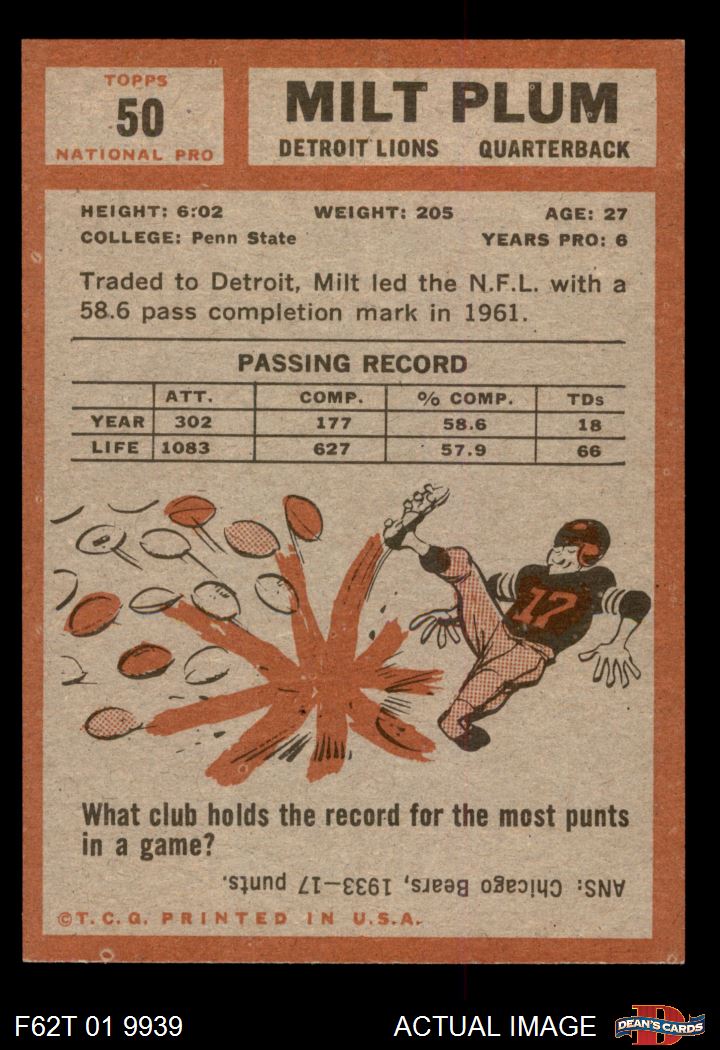 TOPPS
50
NATIONAL PRO
MILT PLUM
DETROIT LIONS QUARTERBACK
HEIGHT: 6:02 WEIGHT: 205 AGE: 27
COLLEGE: Penn State YEARS PRO: 6
Traded to Detroit, Milt led the N.F.L. with a
58.6 pass completion mark in 1961.
PASSING RECORD
ATT. COMP. % COMP. TDs
YEAR 302 177 58.6 18
LIFE 1083 627 57.9 66
17
What club holds the record for the most punts
in a game?
ANS: Chicago Bears, 1933—17 punts.
©T.C.G. PRINTED IN U.S.A.
F62T 01 9939 ACTUAL IMAGE D DEAN'S CARDS